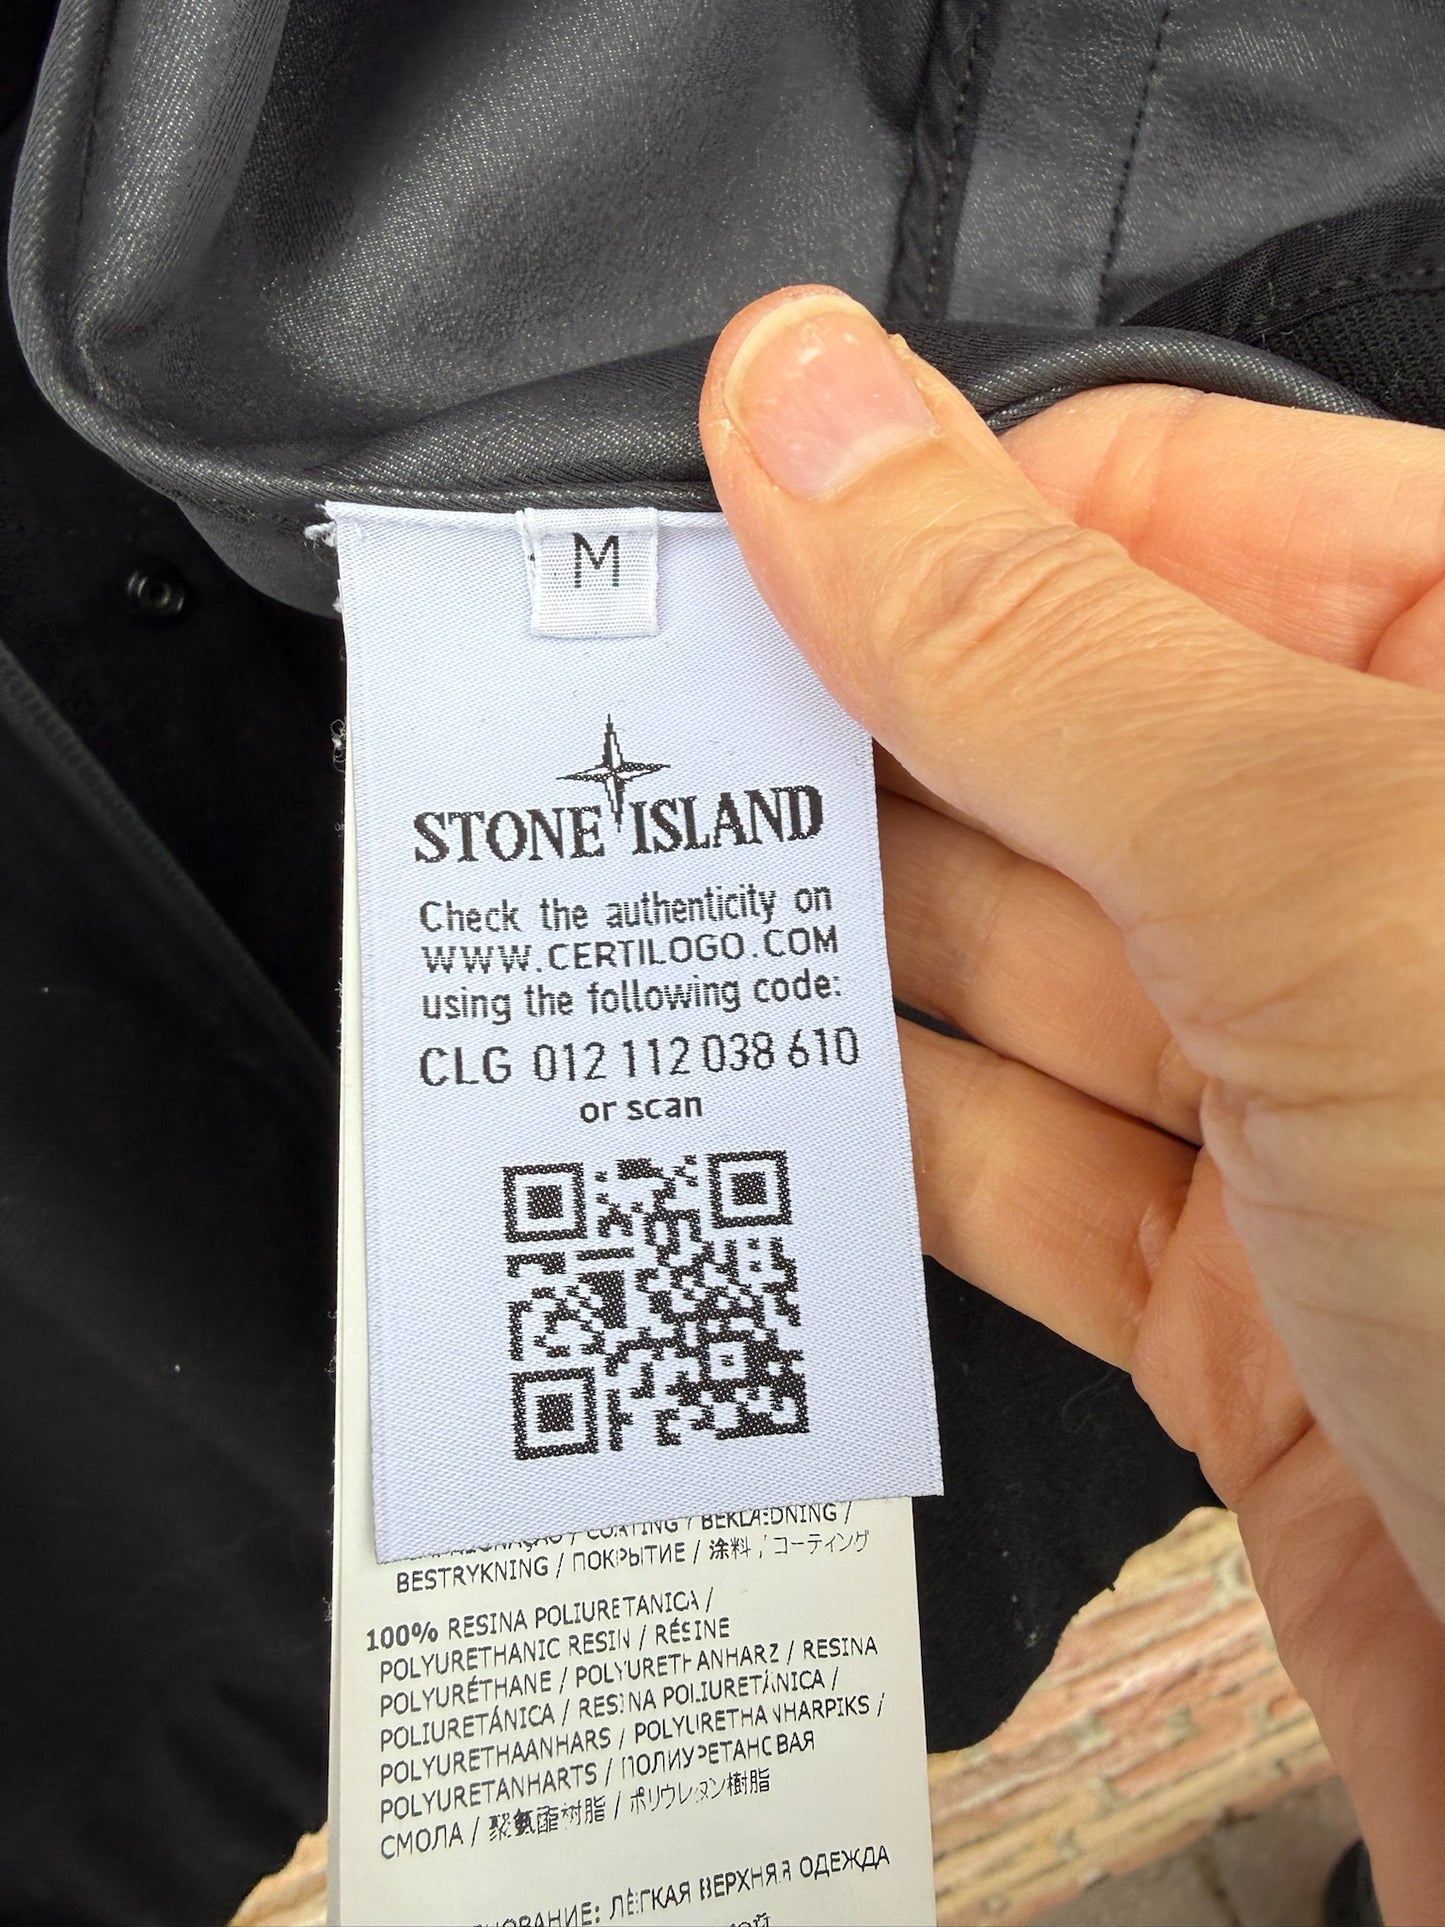 M
STONE ISLAND
Check the authenticity on
WWW.CERTILOGO.COM
using the following code:
CLG 012 112 038 610
or scan
/ COATING / BEKLÆDNING /
BESTRYKNING / ПОКРЫТИЕ / 涂料 / コーティング
100% RESINA POLIURETANICA /
POLYURETHANIC RESIN / RÉSINE
POLYURÉTHANE / POLYURETHANHARZ / RESINA
POLIURETÁNICA / RESINA POLIURETÁNICA /
POLYURETHAANHARS / POLYURETHANHARPIKS /
POLYURETANHARTS / ПОЛИУРЕТАНОВАЯ
СМОЛА / 聚氨酯树脂 / ポリウレタン樹脂
ЛЁГКАЯ ВЕРХНЯЯ ОДЕЖДА